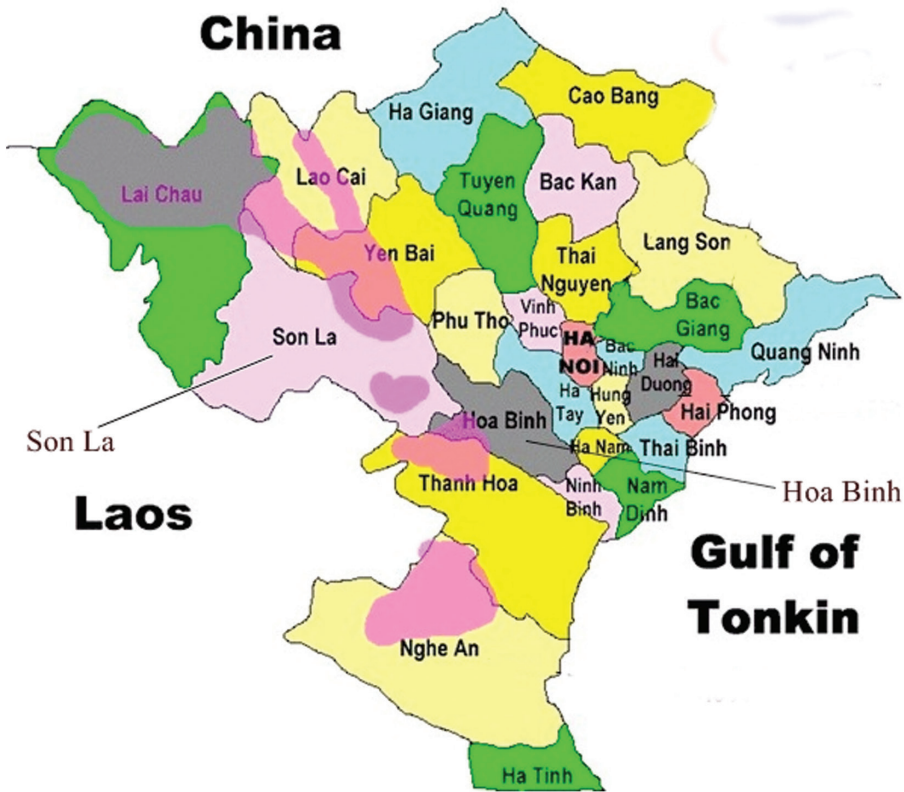 China
Ha Giang
Cao Bang
Lai Chau
Lao Cai
Tuyen
Quang
Bac Kan
Yen Bai
Thai
Nguyen
Lang Son
Son La
Phu Tho
Vinh
Phuc
HA
NOI
Bac
Ninh
Bac
Giang
Hai
Duong
Quang Ninh
Ha
Tay
Hung
Yen
Hai Phong
Hoa Binh
Ha Nam
Thai Binh
Son La
Hoa Binh
Laos
Thanh Hoa
Ninh
Binh
Nam
Dinh
Gulf of
Tonkin
Nghe An
Ha Tinh